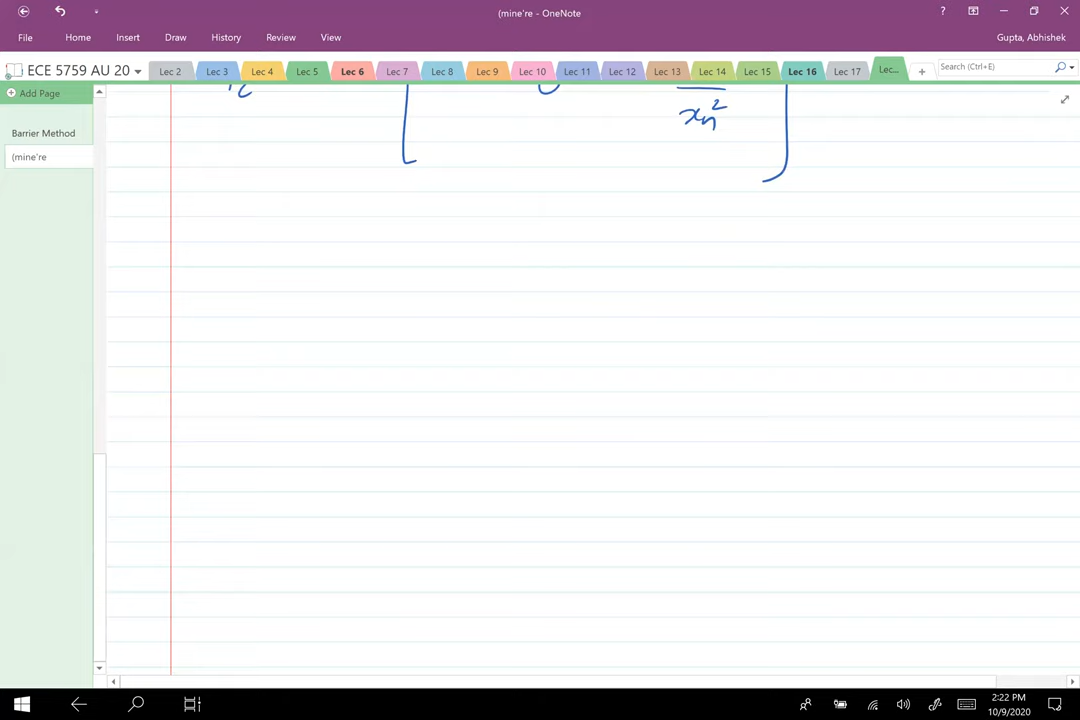 (mine're - OneNote
?
File Home Insert Draw History Review View
Gupta, Abhishek
ECE 5759 AU 20
Lec 2 Lec 3 Lec 4 Lec 5 Lec 6 Lec 7 Lec 8 Lec 9 Lec 10 Lec 11 Lec 12 Lec 13 Lec 14 Lec 15 Lec 16 Lec 17 Lec... +
Search (Ctrl+E)
Add Page
Barrier Method
(mine're
xₙ²
2:22 PM
10/9/2020